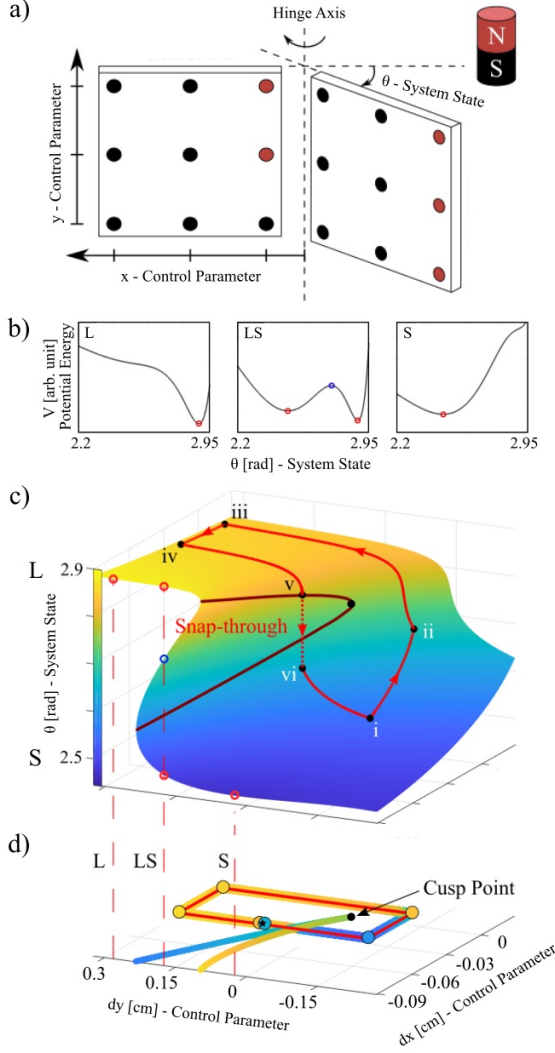 a)
Hinge Axis
N
S
θ - System State
y - Control Parameter
x - Control Parameter
b)
L
LS
S
V [arb. unit]
Potential Energy
2.2
2.95
2.2
2.95
2.2
2.95
θ [rad] - System State
c)
iii
iv
L
2.9
v
Snap-through
ii
vi
i
θ [rad] - System State
S
2.5
d)
L
LS
S
Cusp Point
0.3
0.15
0
-0.15
-0.09
-0.06
-0.03
0
dy [cm] - Control Parameter
dx [cm] - Control Parameter